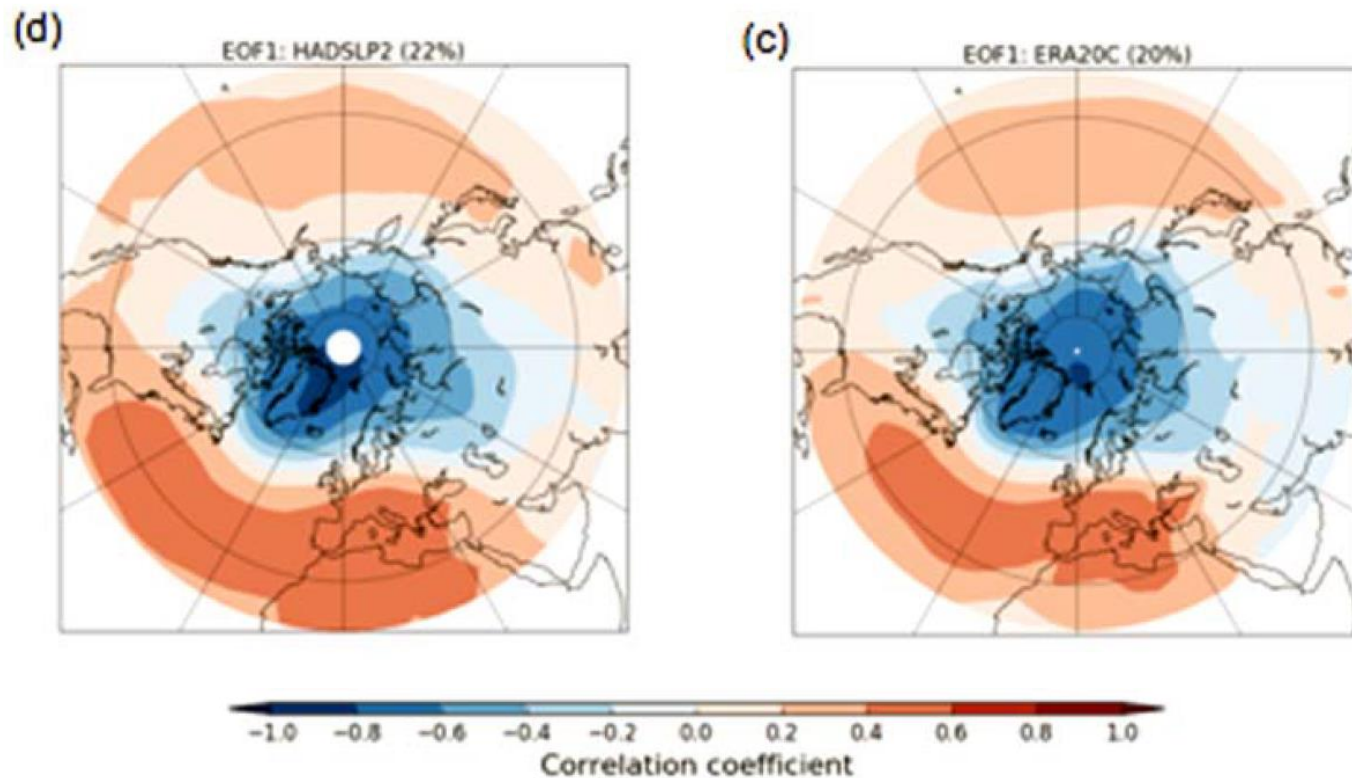 (d)
EOF1: HADSLP2 (22%)
(c)
EOF1: ERA20C (20%)
−1.0 −0.8 −0.6 −0.4 −0.2 0.0 0.2 0.4 0.6 0.8 1.0
Correlation coefficient